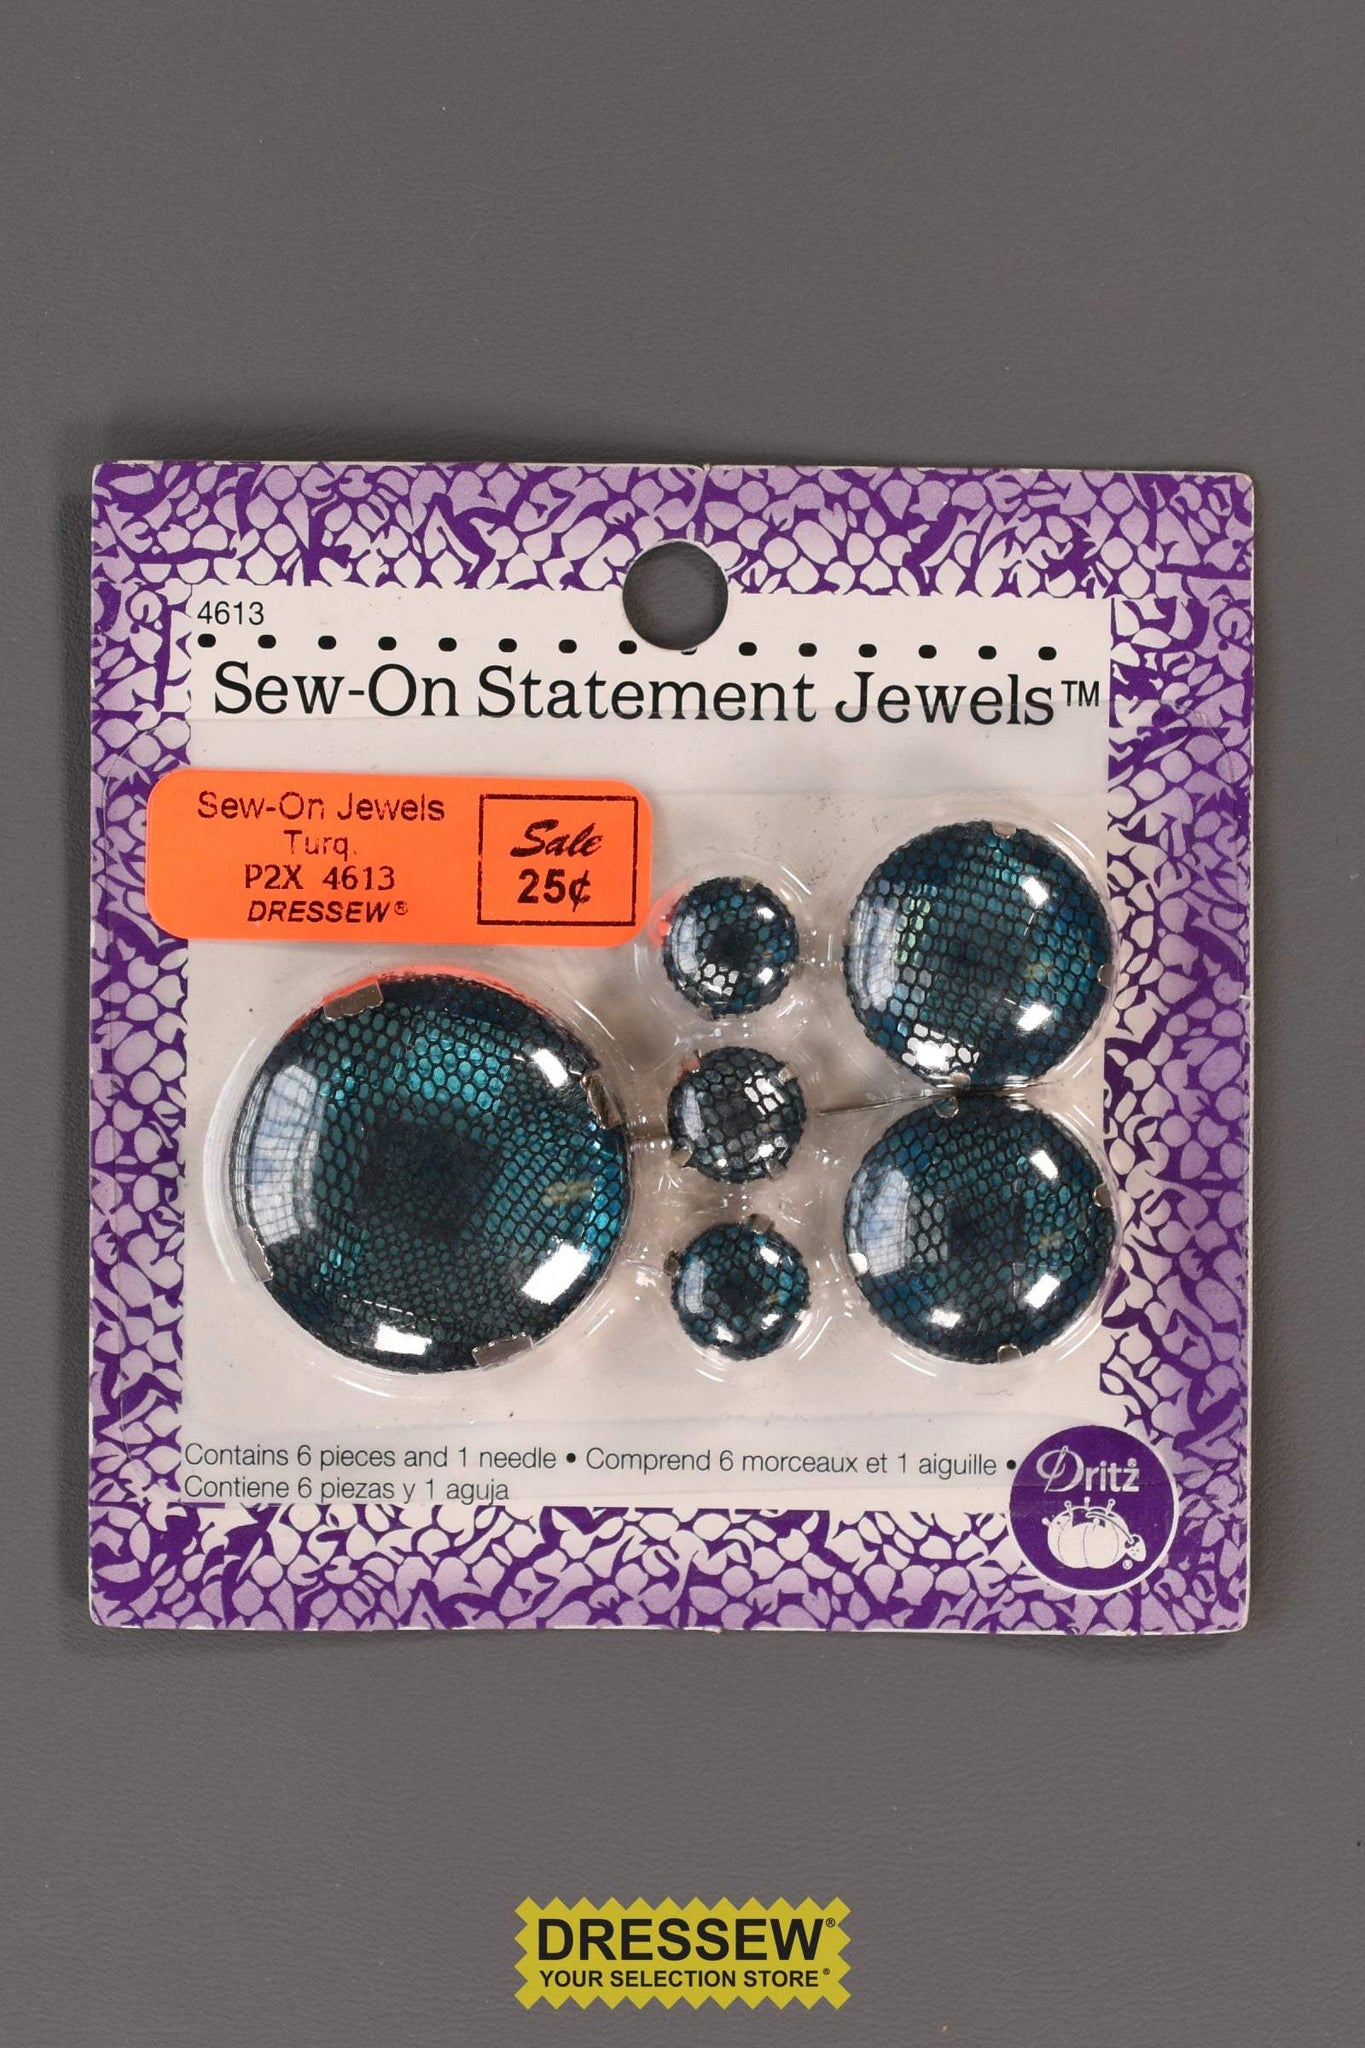 4613
Sew-On Statement Jewels™
Sew-On Jewels
Turq.
P2X 4613
DRESSEW®
Sale
25¢
Contains 6 pieces and 1 needle • Comprend 6 morceaux et 1 aiguille •
Contiene 6 piezas y 1 aguja
Dritz®
DRESSEW®
YOUR SELECTION STORE®